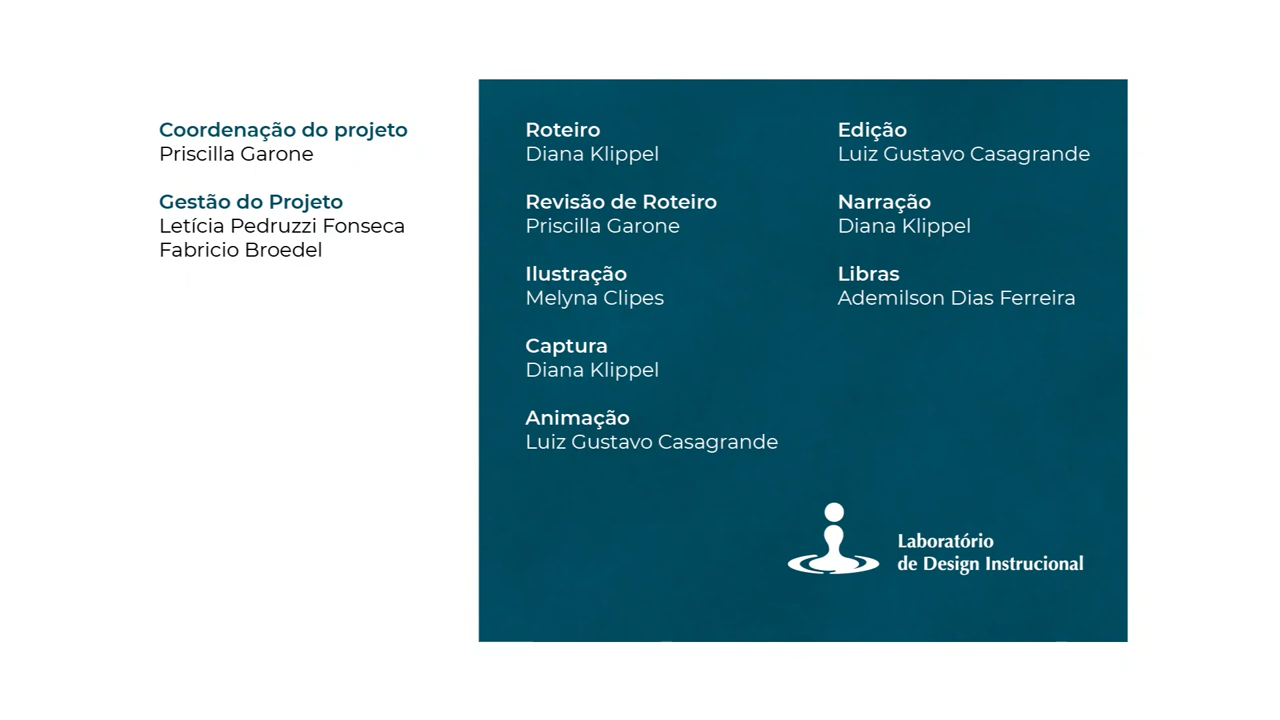 Coordenação do projeto
Priscilla Garone
Gestão do Projeto
Letícia Pedruzzi Fonseca
Fabricio Broedel
Roteiro
Diana Klippel
Revisão de Roteiro
Priscilla Garone
Ilustração
Melyna Clipes
Captura
Diana Klippel
Animação
Luiz Gustavo Casagrande
Edição
Luiz Gustavo Casagrande
Narração
Diana Klippel
Libras
Ademilson Dias Ferreira
Laboratório
de Design Instrucional